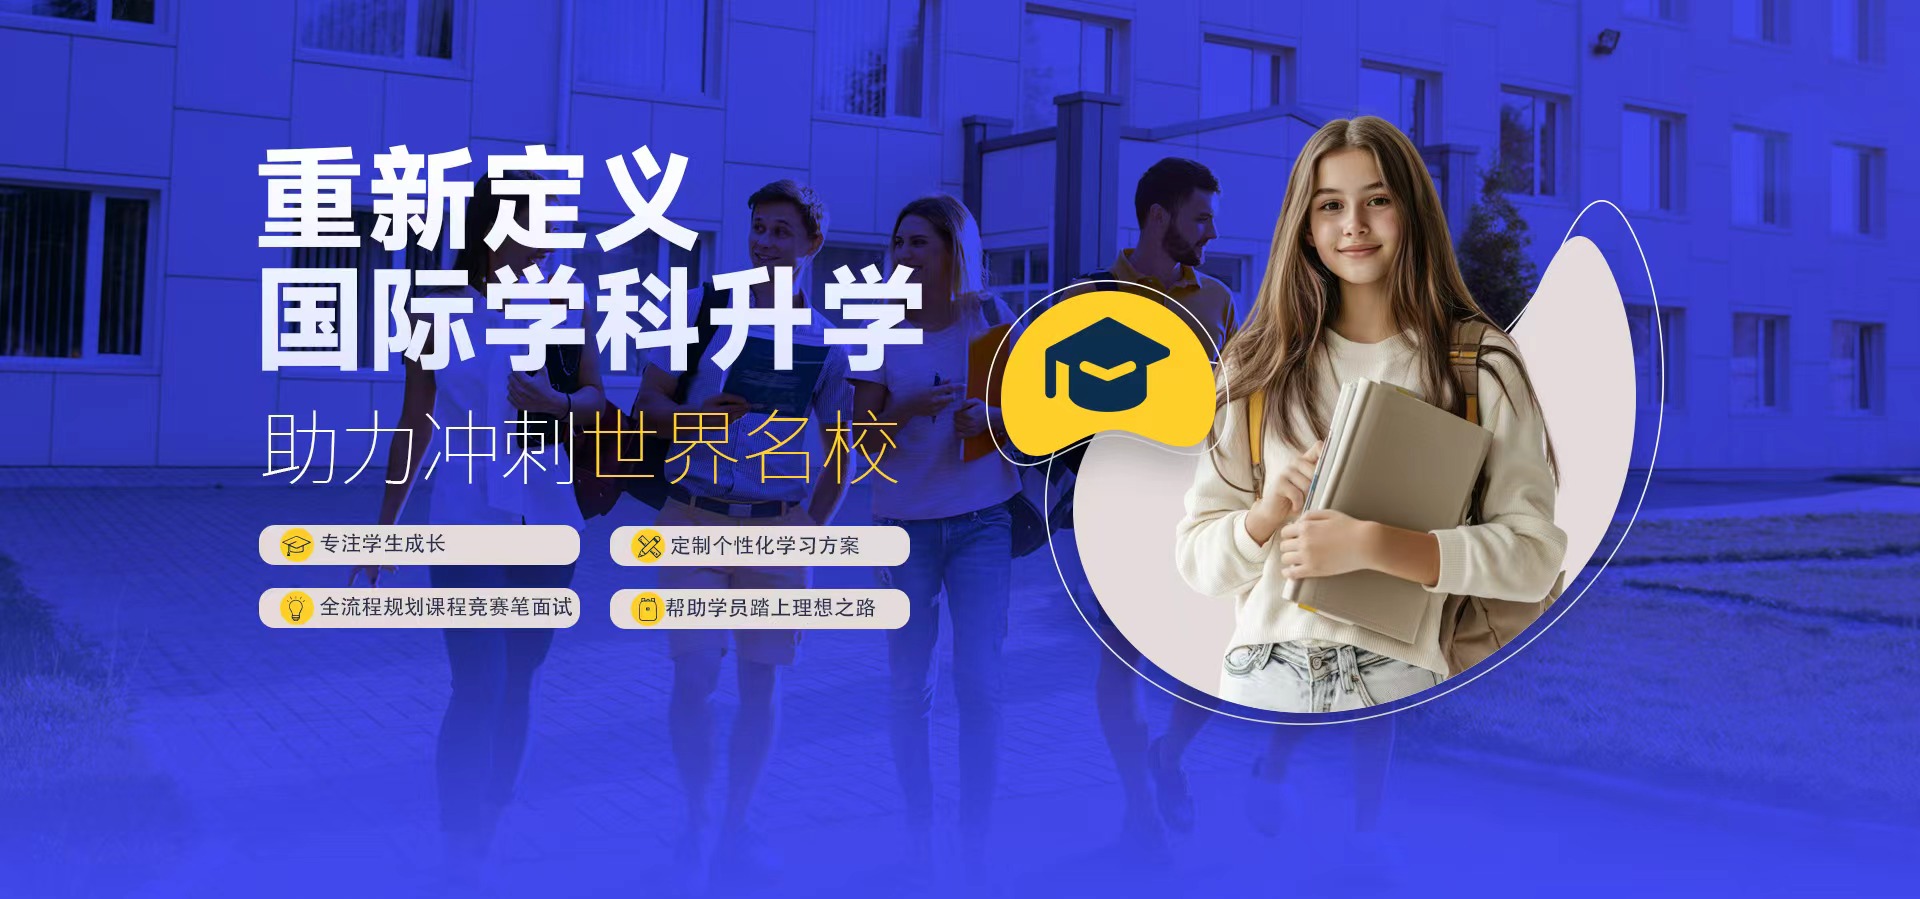 重新定义
国际学科升学
助力冲刺世界名校
专注学生成长
定制个性化学习方案
全流程规划课程竞赛笔面试
帮助学员踏上理想之路